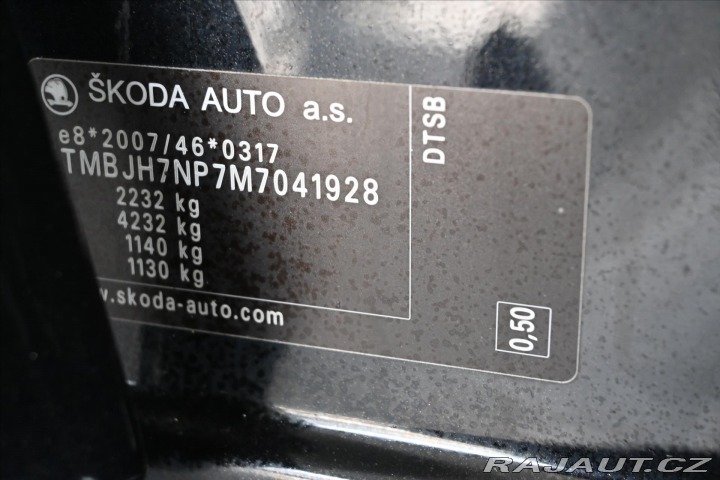 ŠKODA AUTO a.s.
e8*2007/46*0317
TMBJH7NP7M7041928
2232 kg
4232 kg
1140 kg
1130 kg
.skoda-auto.com
DTSB
0,50
RAJAUT.CZ